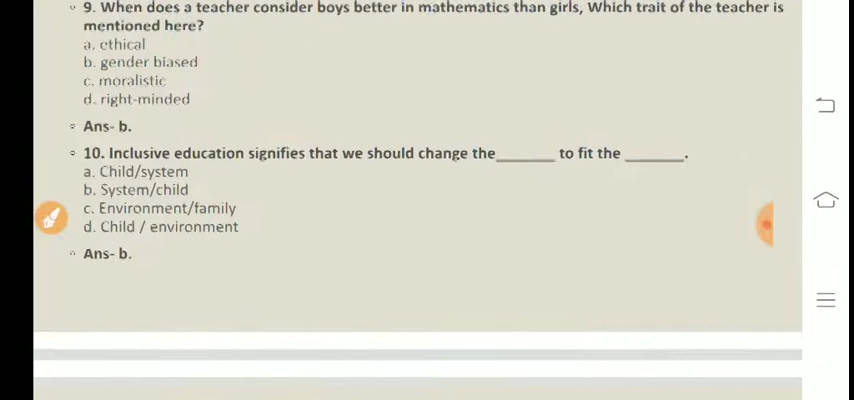 9. When does a teacher consider boys better in mathematics than girls, Which trait of the teacher is
mentioned here?
a. ethical
b. gender biased
c. moralistic
d. right-minded
Ans- b.
10. Inclusive education signifies that we should change the_______ to fit the _______.
a. Child/system
b. System/child
c. Environment/family
d. Child / environment
Ans- b.